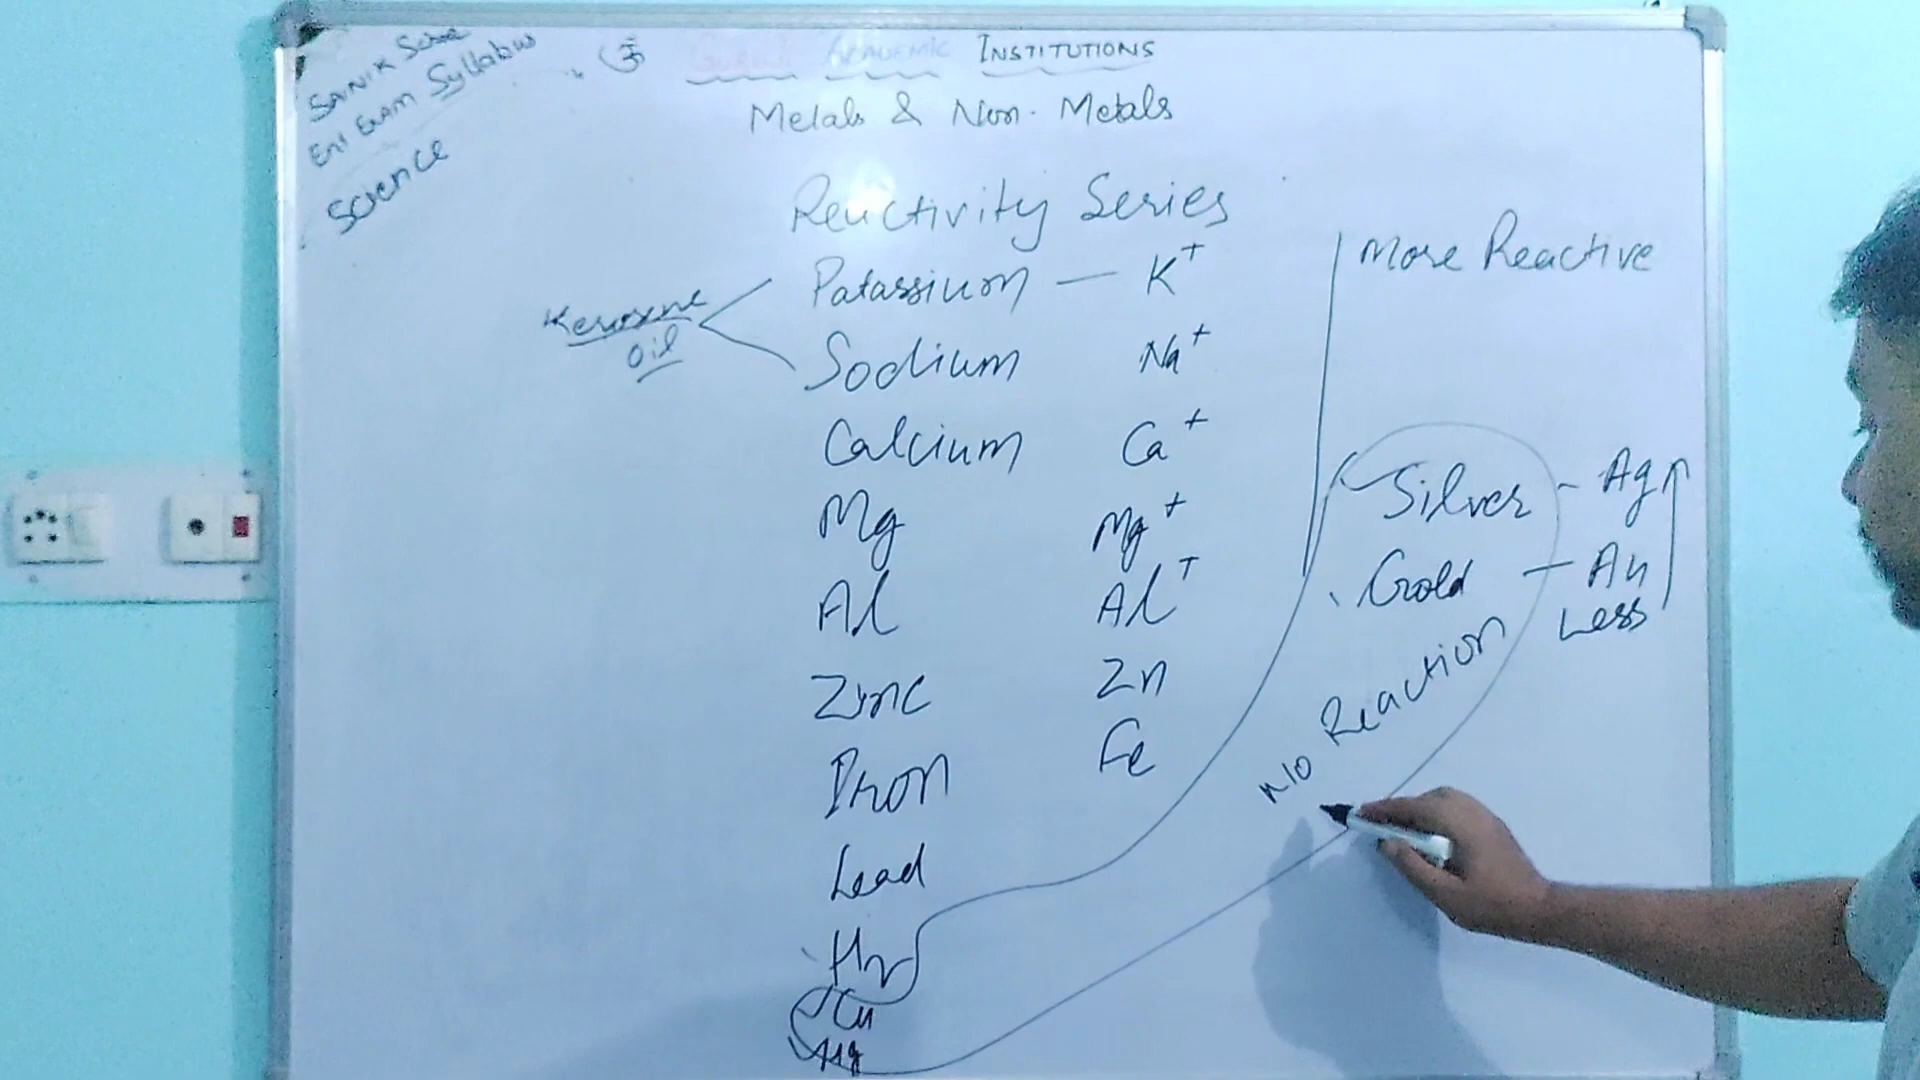 SAINIK School
Ent Exam Syllabus
Science
ॐ ACADEMIC INSTITUTIONS
Metals & Non-Metals
Reactivity Series
More Reactive
Patassium — K+
Kerosene
Oil
Sodium Na+
Calcium Ca+
Mg Mg+
Al Al+
Zinc Zn
Iron Fe
Lead
Cu
Hg
Silver - Ag
Gold — Au
Less
No Reaction